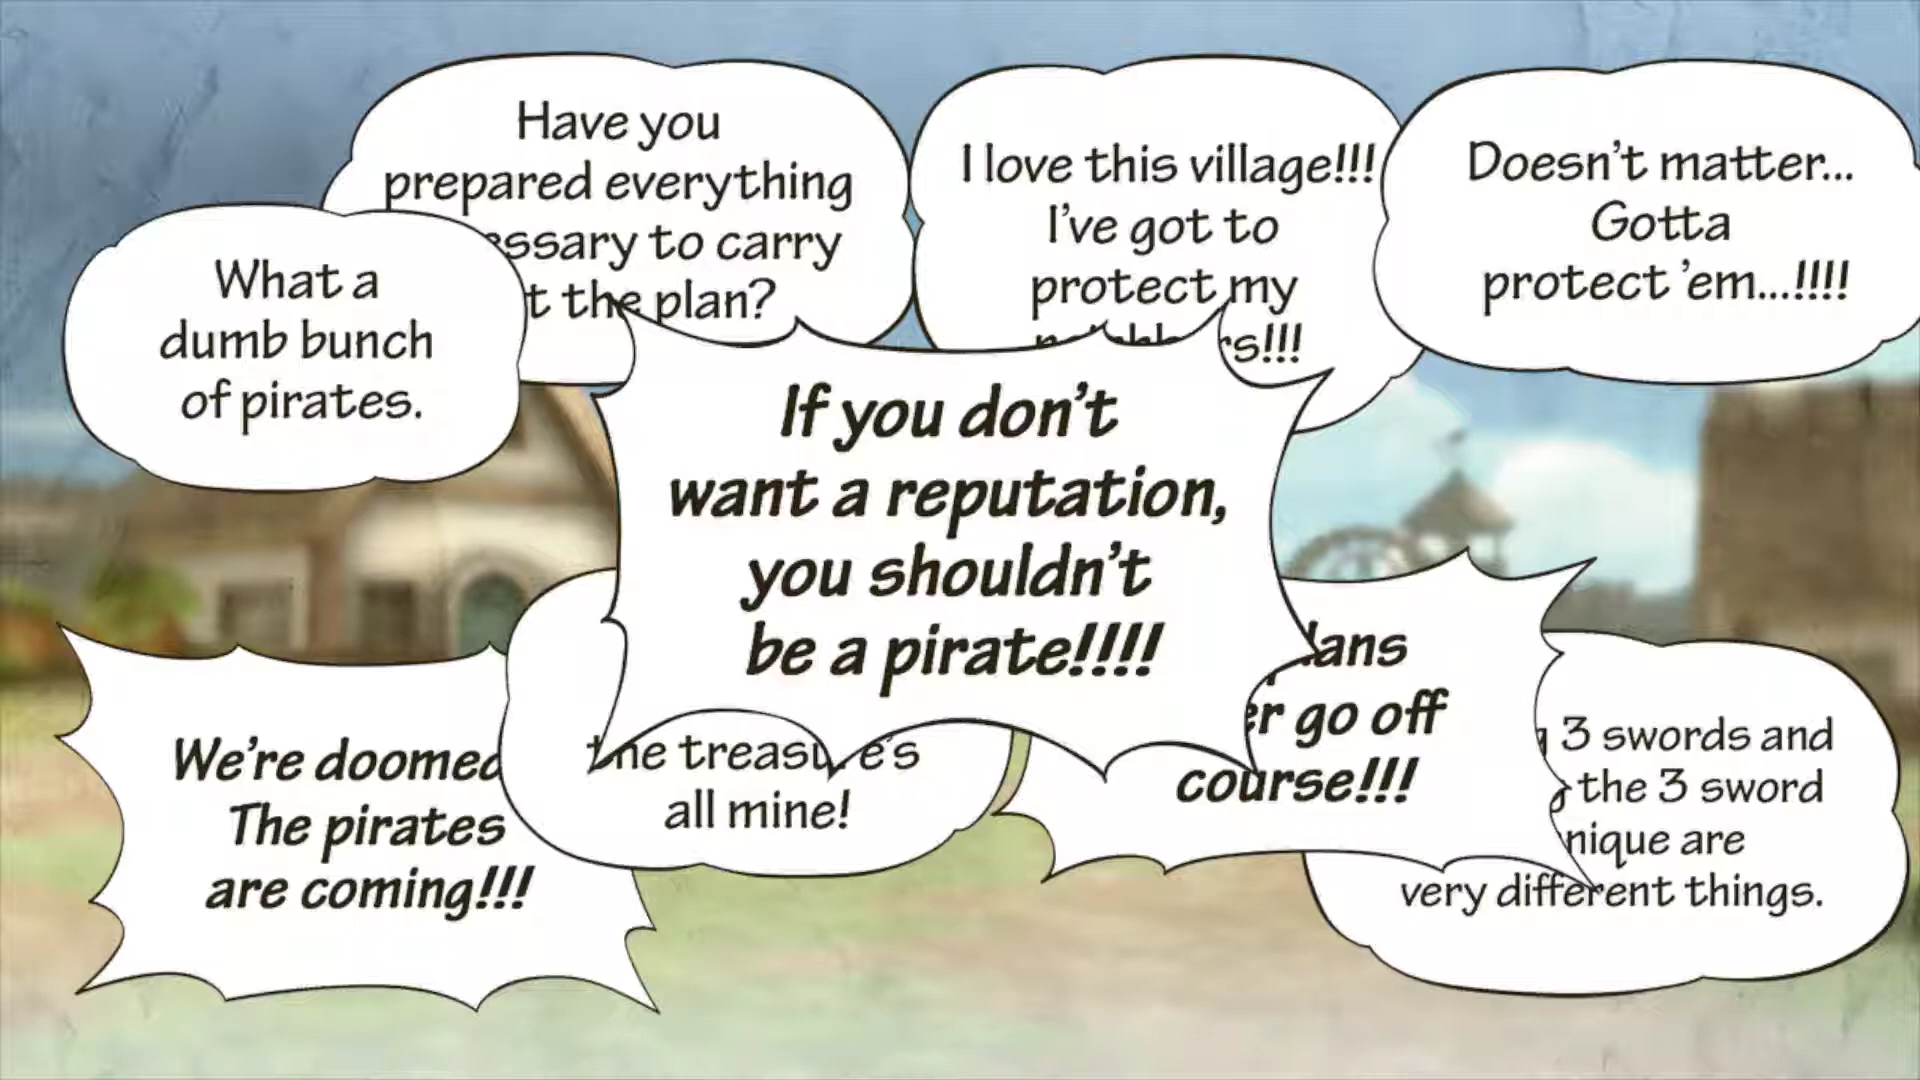 Have you
prepared everything
to carry
the plan?
I love this village!!!
I've got to
protect my
Doesn't matter...
Gotta
protect 'em...!!!!
What a
dumb bunch
of pirates.
If you don't
want a reputation,
you shouldn't
be a pirate!!!!
We're doomed
The pirates
are coming!!!
the treasure's
all mine!
go off
course!!!
3 swords and
the 3 sword
are
very different things.